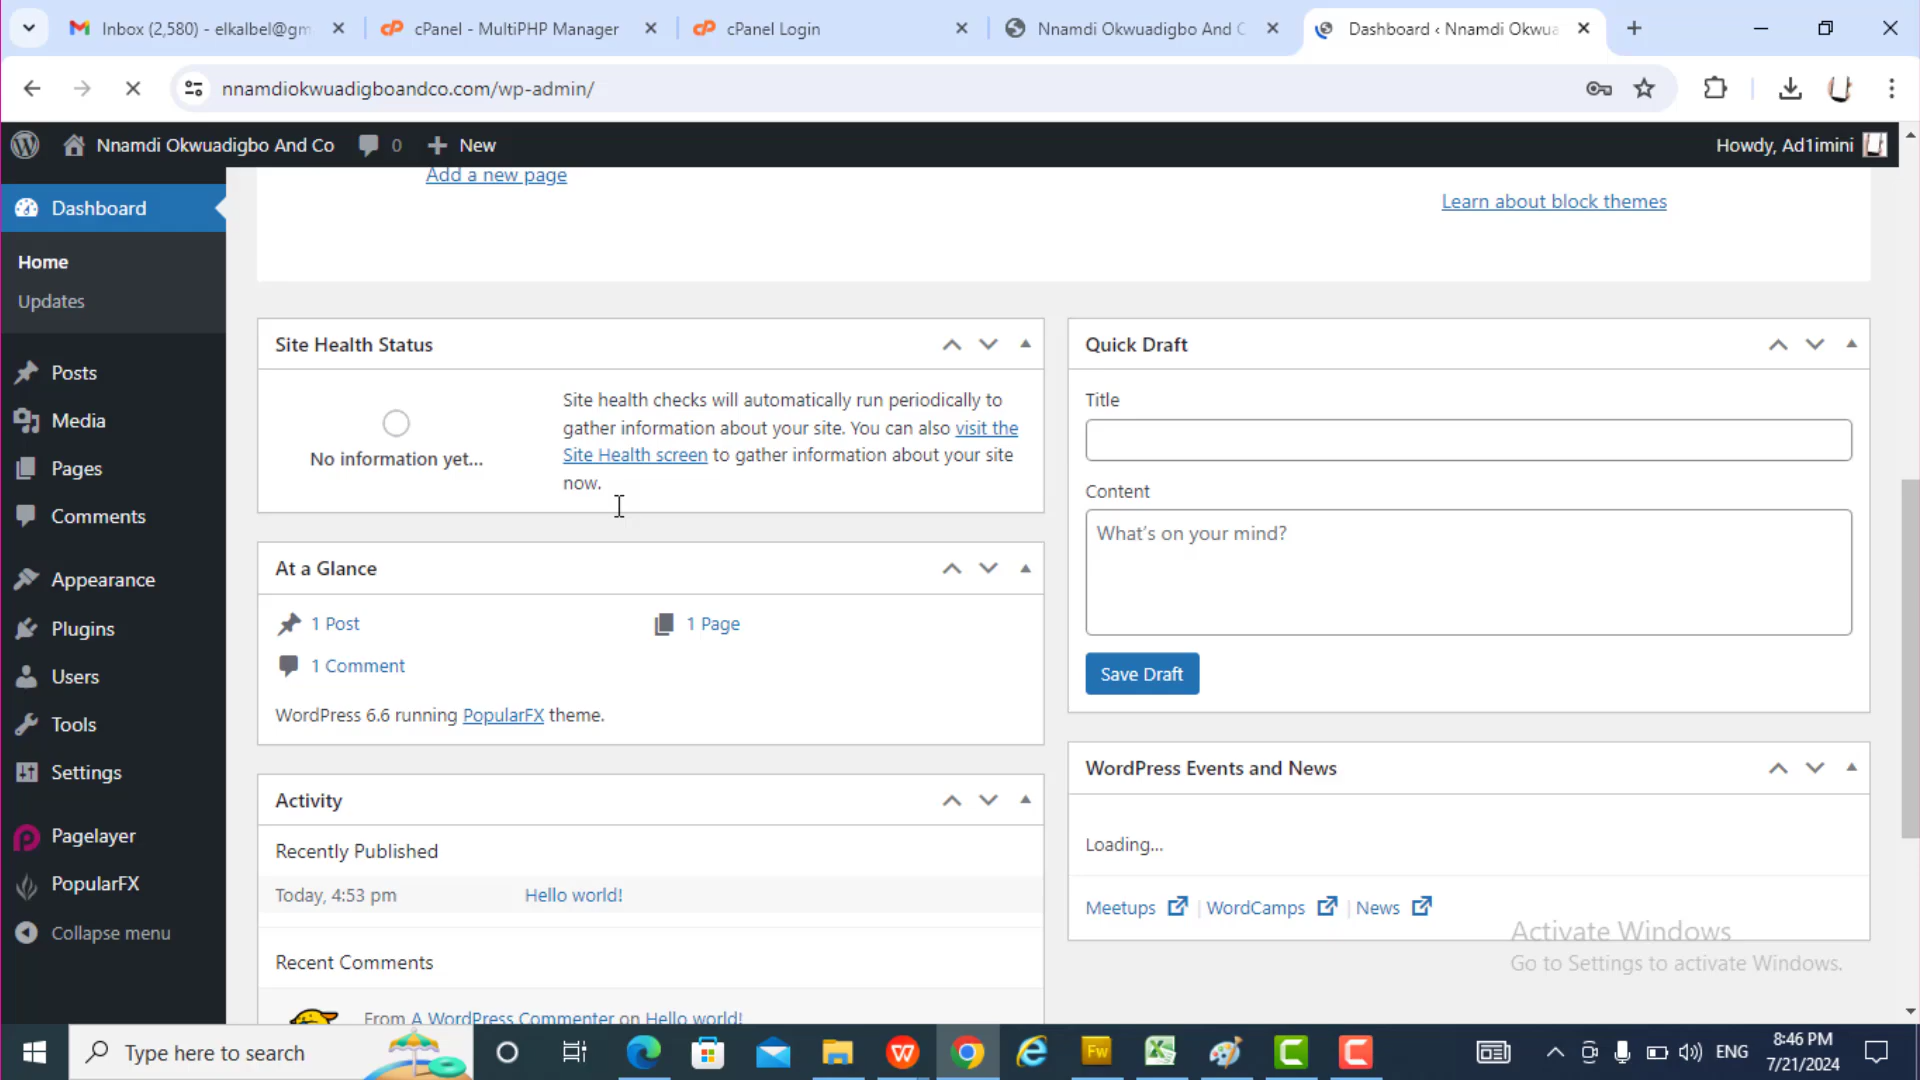 Inbox (2,580) - elkalbel@gm
cPanel - MultiPHP Manager
cPanel Login
Nnamdi Okwuadigbo And C
Dashboard ‹ Nnamdi Okwua
nnamdiokwuadigboandco.com/wp-admin/
Nnamdi Okwuadigbo And Co
0
New
Howdy, Ad1imini
Dashboard
Home
Updates
Posts
Media
Pages
Comments
Appearance
Plugins
Users
Tools
Settings
Pagelayer
PopularFX
Collapse menu
Add a new page
Learn about block themes
Site Health Status
No information yet...
Site health checks will automatically run periodically to
gather information about your site. You can also visit the
Site Health screen to gather information about your site
now.
At a Glance
1 Post
1 Page
1 Comment
WordPress 6.6 running PopularFX theme.
Activity
Recently Published
Today, 4:53 pm
Hello world!
Recent Comments
From A WordPress Commenter on Hello world!
Quick Draft
Title
Content
What's on your mind?
Save Draft
WordPress Events and News
Loading...
Meetups | WordCamps | News
Activate Windows
Go to Settings to activate Windows.
Type here to search
Fw
ENG
8:46 PM
7/21/2024